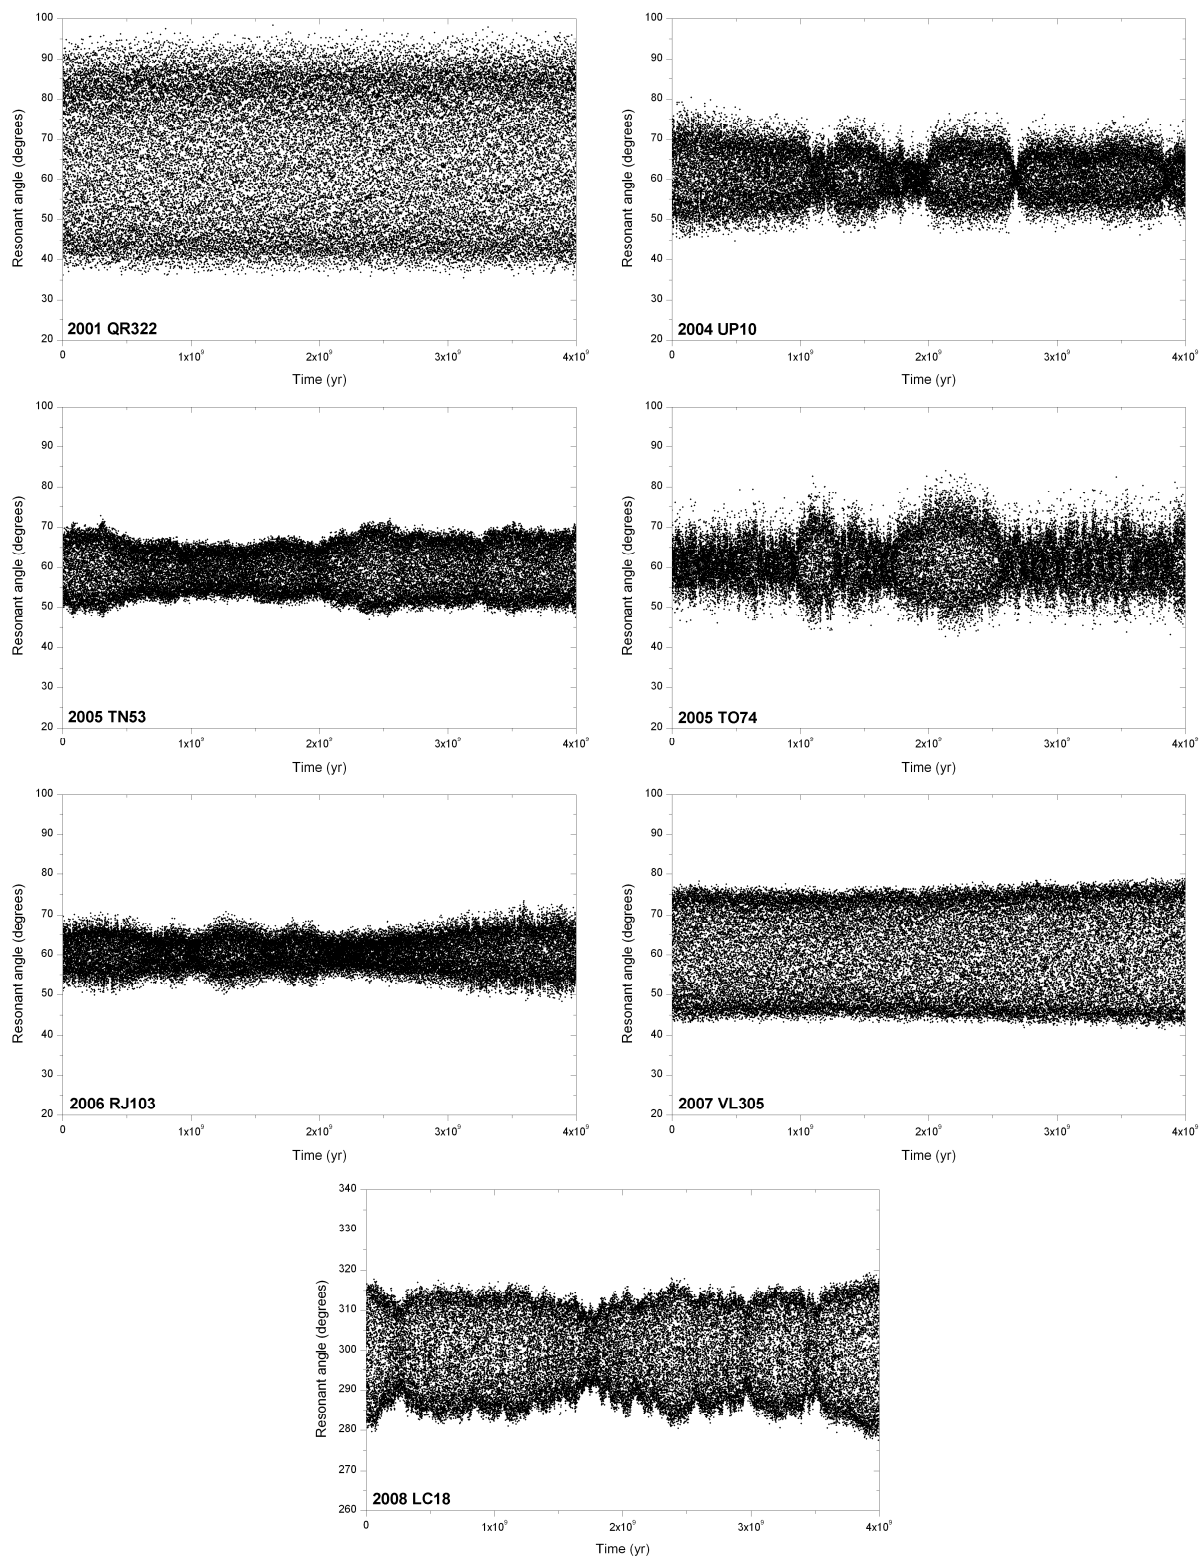 100
90
80
70
60
50
40
30
20
Resonant angle (degrees)
2001 QR322
0 1x10⁹ 2x10⁹ 3x10⁹ 4x10⁹
Time (yr)
100
90
80
70
60
50
40
30
20
Resonant angle (degrees)
2004 UP10
0 1x10⁹ 2x10⁹ 3x10⁹ 4x10⁹
Time (yr)
100
90
80
70
60
50
40
30
20
Resonant angle (degrees)
2005 TN53
0 1x10⁹ 2x10⁹ 3x10⁹ 4x10⁹
Time (yr)
100
90
80
70
60
50
40
30
20
Resonant angle (degrees)
2005 TO74
0 1x10⁹ 2x10⁹ 3x10⁹ 4x10⁹
Time (yr)
100
90
80
70
60
50
40
30
20
Resonant angle (degrees)
2006 RJ103
0 1x10⁹ 2x10⁹ 3x10⁹ 4x10⁹
Time (yr)
100
90
80
70
60
50
40
30
20
Resonant angle (degrees)
2007 VL305
0 1x10⁹ 2x10⁹ 3x10⁹ 4x10⁹
Time (yr)
340
330
320
310
300
290
280
270
260
Resonant angle (degrees)
2008 LC18
0 1x10⁹ 2x10⁹ 3x10⁹ 4x10⁹
Time (yr)